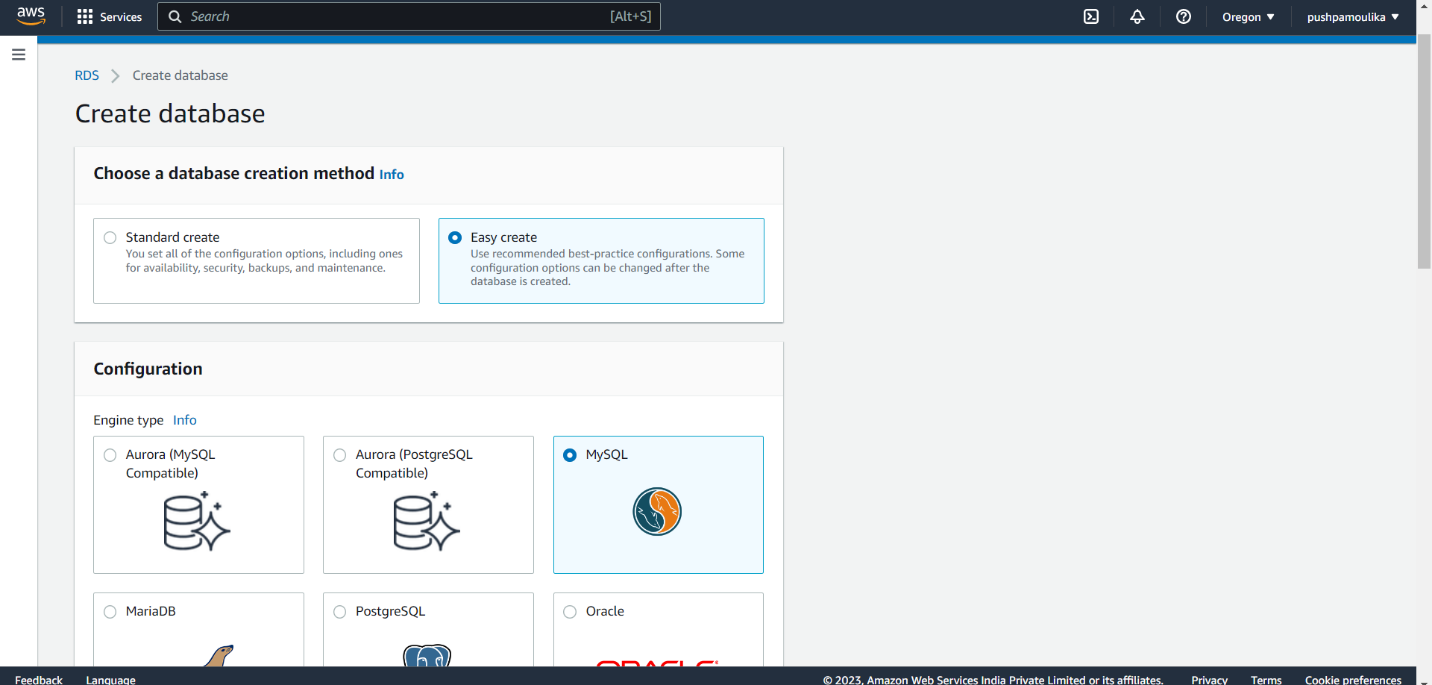 aws
Services
Search
[Alt+S]
Oregon
pushpamoulika
RDS
Create database
Create database
Choose a database creation method Info
Standard create
You set all of the configuration options, including ones
for availability, security, backups, and maintenance.
Easy create
Use recommended best-practice configurations. Some
configuration options can be changed after the
database is created.
Configuration
Engine type Info
Aurora (MySQL
Compatible)
Aurora (PostgreSQL
Compatible)
MySQL
MariaDB
PostgreSQL
Oracle
ORACLE
Feedback
Language
© 2023, Amazon Web Services India Private Limited or its affiliates.
Privacy
Terms
Cookie preferences